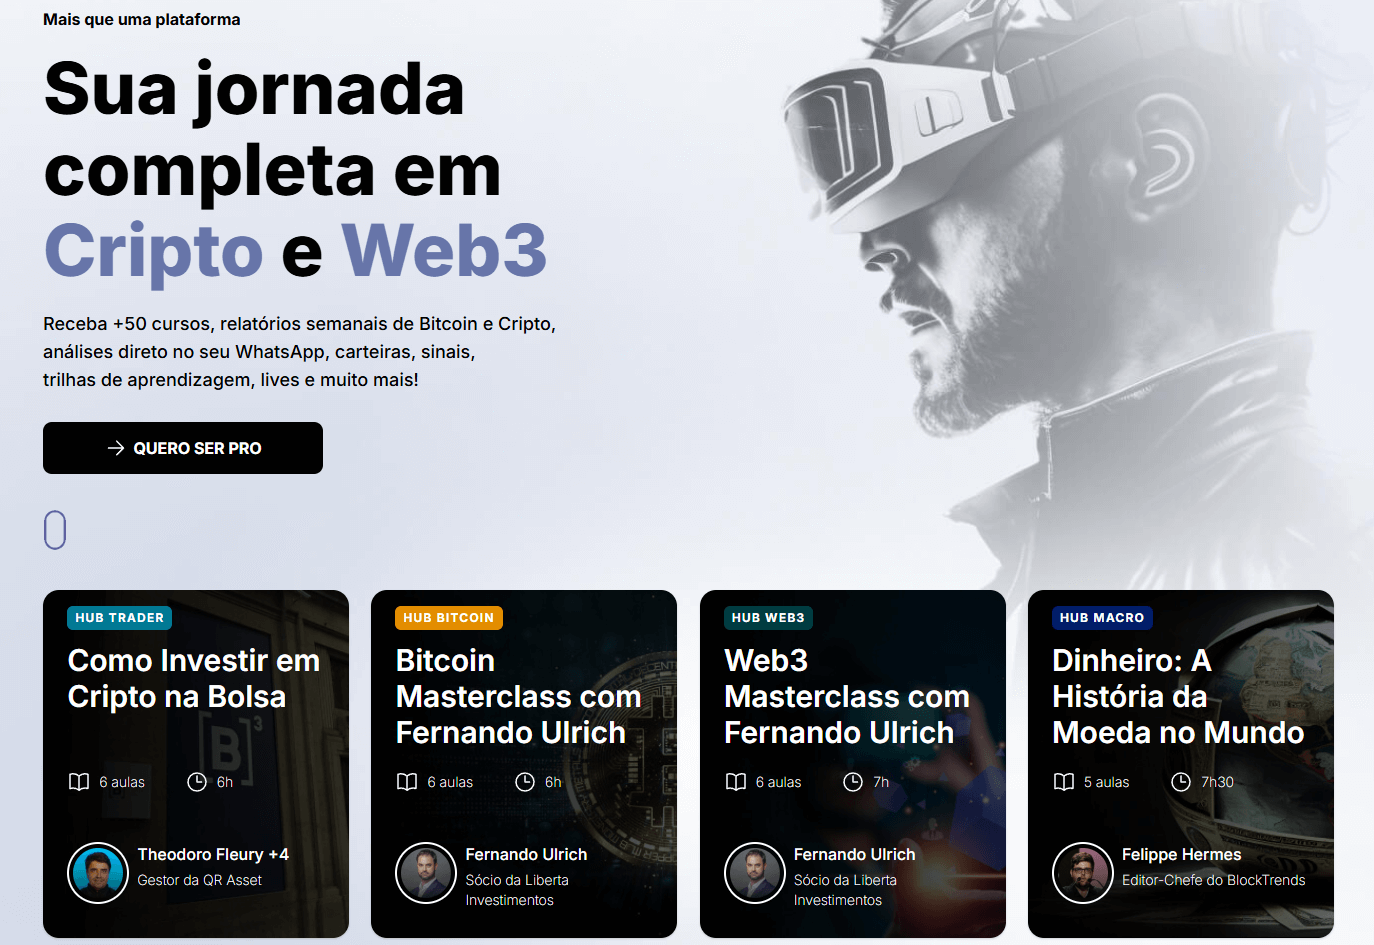 Mais que uma plataforma
Sua jornada
completa em
Cripto e Web3
Receba +50 cursos, relatórios semanais de Bitcoin e Cripto,
análises direto no seu WhatsApp, carteiras, sinais,
trilhas de aprendizagem, lives e muito mais!
→ QUERO SER PRO
HUB TRADER
Como Investir em
Cripto na Bolsa
[B]³
6 aulas 6h
Theodoro Fleury +4
Gestor da QR Asset
HUB BITCOIN
Bitcoin
Masterclass com
Fernando Ulrich
6 aulas 6h
Fernando Ulrich
Sócio da Liberta
Investimentos
HUB WEB3
Web3
Masterclass com
Fernando Ulrich
6 aulas 7h
Fernando Ulrich
Sócio da Liberta
Investimentos
HUB MACRO
Dinheiro: A
História da
Moeda no Mundo
5 aulas 7h30
Felippe Hermes
Editor-Chefe do BlockTrends